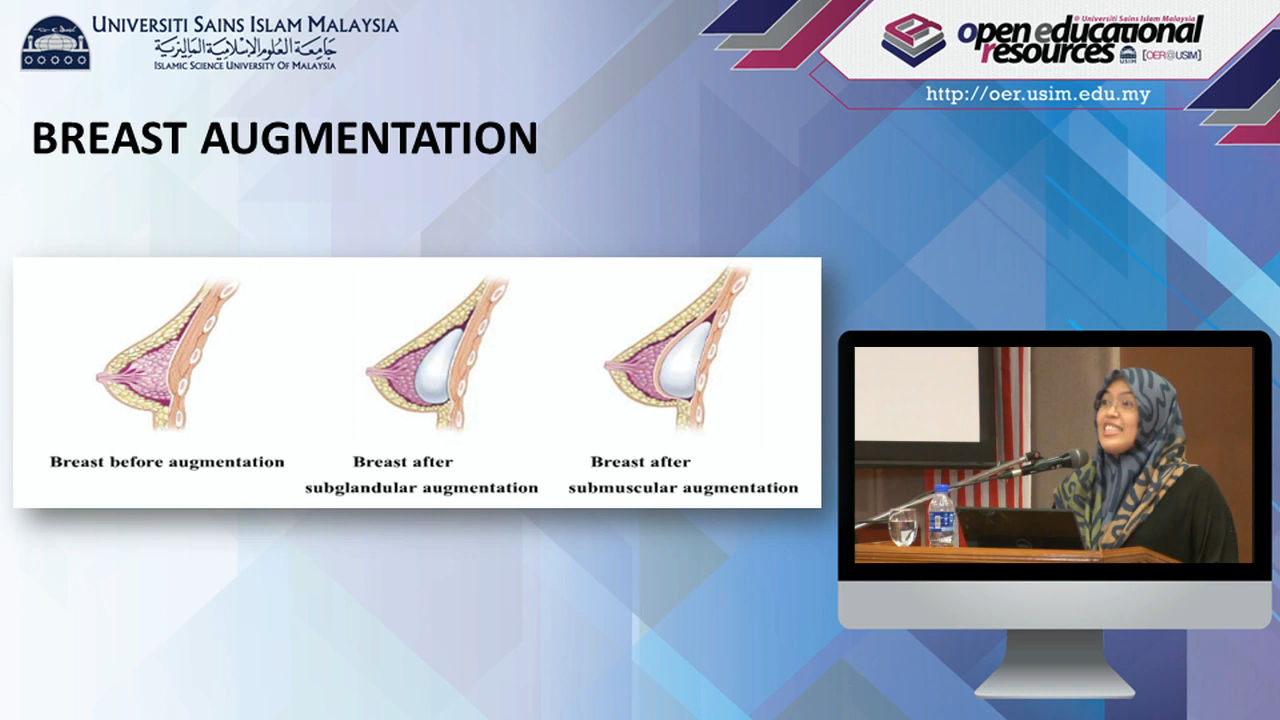 UNIVERSITI SAINS ISLAM MALAYSIA
جامعة العلوم الإسلامية الماليزية
ISLAMIC SCIENCE UNIVERSITY OF MALAYSIA
@ Universiti Sains Islam Malaysia
open educational
resources
USIM
[OER@USIM]
http://oer.usim.edu.my
BREAST AUGMENTATION
Breast before augmentation
Breast after
subglandular augmentation
Breast after
submuscular augmentation